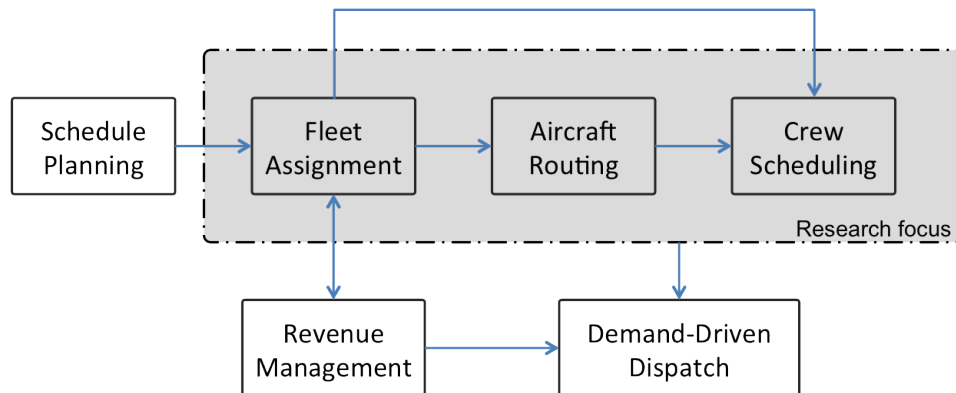 Schedule
Planning
Fleet
Assignment
Aircraft
Routing
Crew
Scheduling
Research focus
Revenue
Management
Demand-Driven
Dispatch